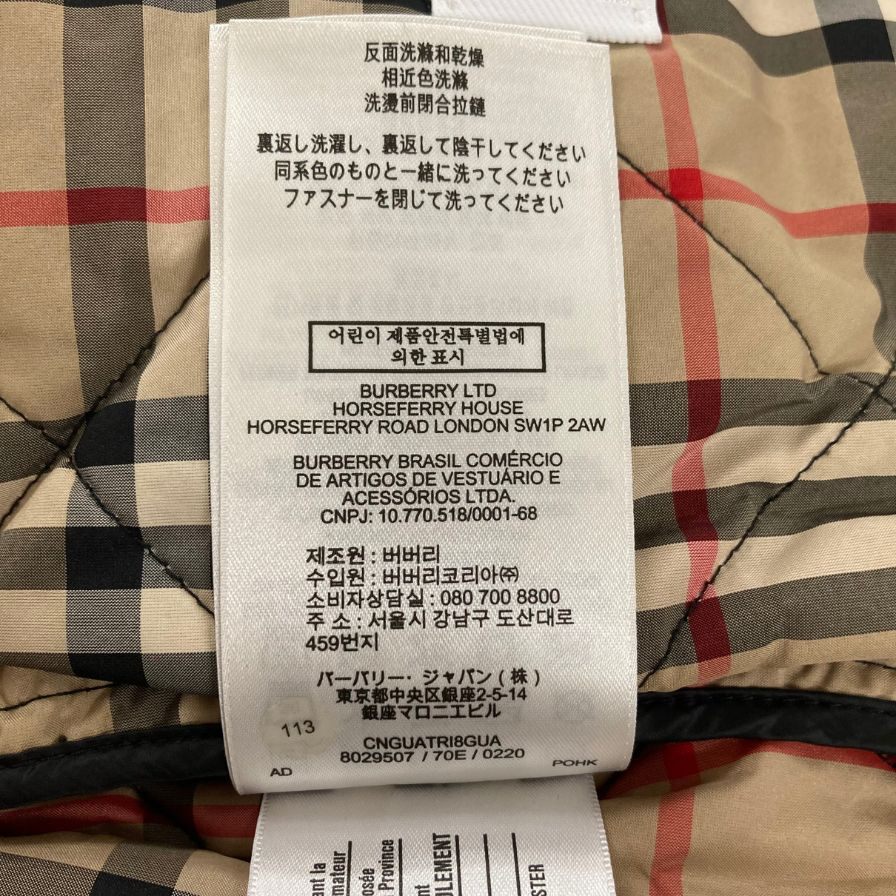 反面洗滌和乾燥
相近色洗滌
洗燙前閉合拉鏈
裏返し洗濯し、裏返して陰干してください
同系色のものと一緒に洗ってください
ファスナーを閉じて洗ってください
어린이 제품안전특별법에
의한 표시
BURBERRY LTD
HORSEFERRY HOUSE
HORSEFERRY ROAD LONDON SW1P 2AW
BURBERRY BRASIL COMÉRCIO
DE ARTIGOS DE VESTUÁRIO E
ACESSÓRIOS LTDA.
CNPJ: 10.770.518/0001-68
제조원 : 버버리
수입원 : 버버리코리아㈜
소비자상담실 : 080 700 8800
주 소 : 서울시 강남구 도산대로
459번지
バーバリー・ジャパン(株)
東京都中央区銀座2-5-14
銀座マロニエビル
113
CNGUATRI8GUA
8029507 / 70E / 0220
AD
POHK
ant la
mateur
osée
Province
ant
ULEMENT
STER